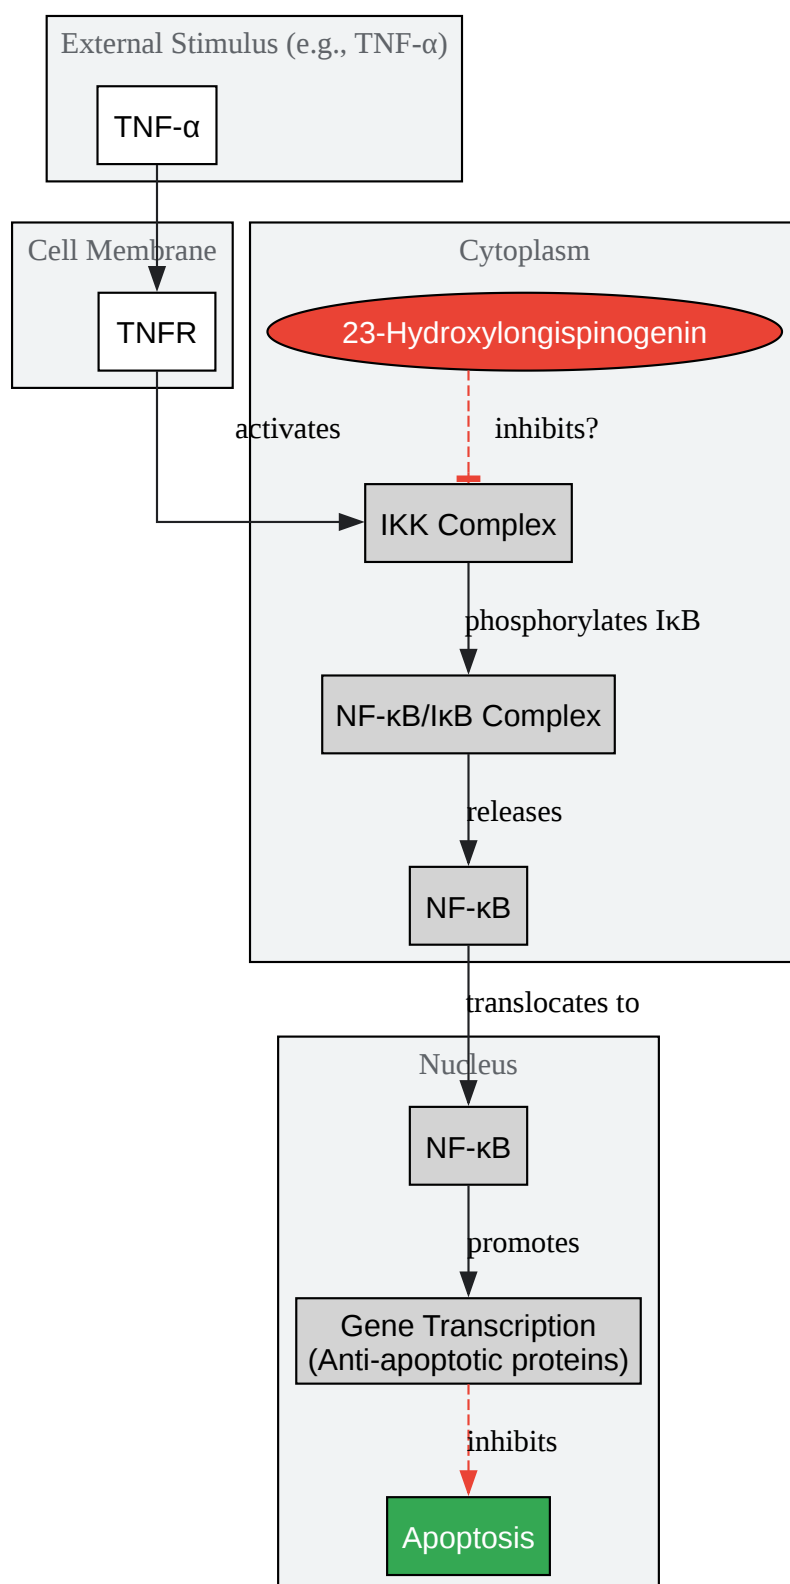 External Stimulus (e.g., TNF-α)
TNF-α
Cell Membrane
TNFR
Cytoplasm
23-Hydroxylongispinogenin
activates
inhibits?
IKK Complex
phosphorylates IκB
NF-κB/IκB Complex
releases
NF-κB
translocates to
Nucleus
NF-κB
promotes
Gene Transcription
(Anti-apoptotic proteins)
inhibits
Apoptosis